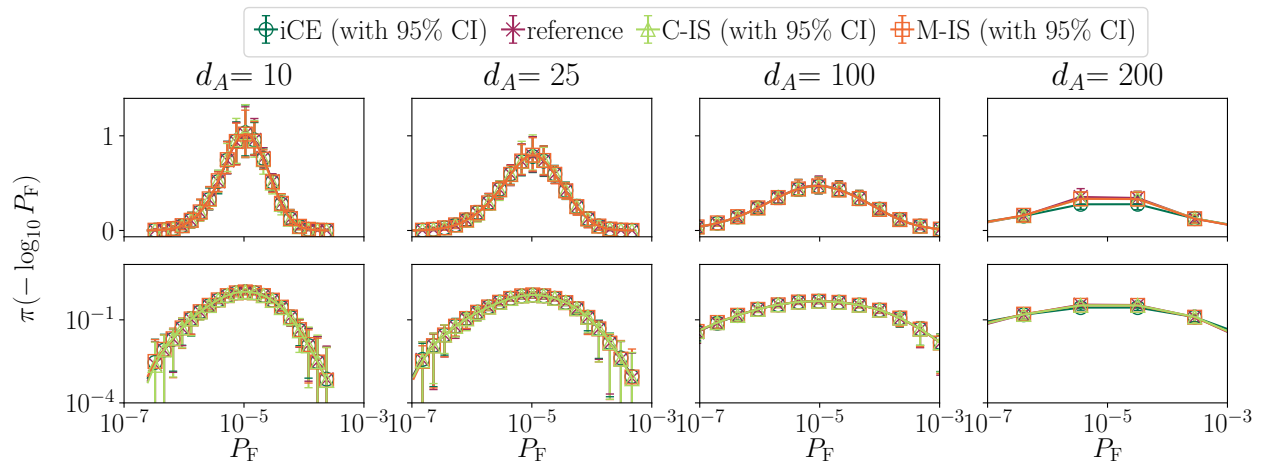 iCE (with 95% CI) reference C-IS (with 95% CI) M-IS (with 95% CI)
d_A = 10 d_A = 25 d_A = 100 d_A = 200
π(− log₁₀ P_F)
1
0
10⁻¹
10⁻⁴
10⁻⁷ 10⁻⁵ 10⁻³ 10⁻⁷ 10⁻⁵ 10⁻³ 10⁻⁷ 10⁻⁵ 10⁻³ 10⁻⁷ 10⁻⁵ 10⁻³
P_F P_F P_F P_F